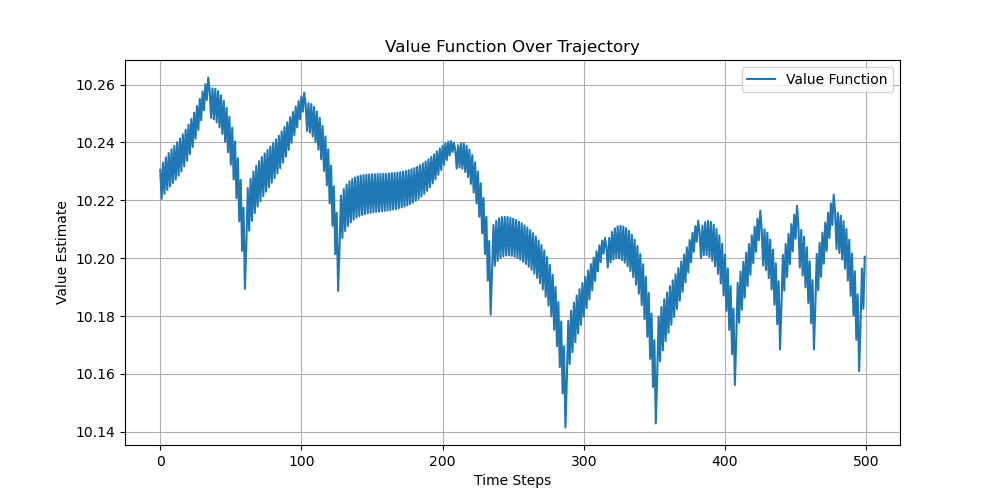 Value Function Over Trajectory
Value Function
10.26
10.24
10.22
10.20
10.18
10.16
10.14
Value Estimate
0 100 200 300 400 500
Time Steps